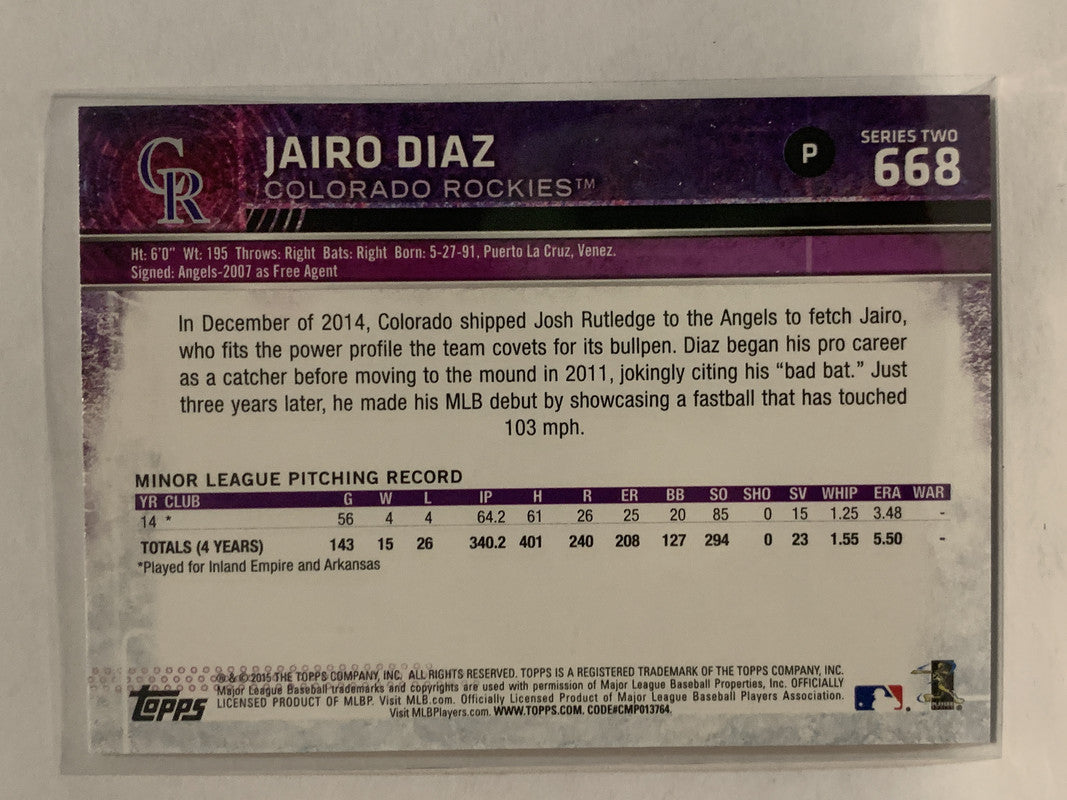 CR
JAIRO DIAZ
COLORADO ROCKIES™
P
SERIES TWO
668
Ht: 6'0" Wt: 195 Throws: Right Bats: Right Born: 5-27-91, Puerto La Cruz, Venez.
Signed: Angels-2007 as Free Agent
In December of 2014, Colorado shipped Josh Rutledge to the Angels to fetch Jairo,
who fits the power profile the team covets for its bullpen. Diaz began his pro career
as a catcher before moving to the mound in 2011, jokingly citing his “bad bat.” Just
three years later, he made his MLB debut by showcasing a fastball that has touched
103 mph.
MINOR LEAGUE PITCHING RECORD
YR CLUB G W L IP H R ER BB SO SHO SV WHIP ERA WAR
14 * 56 4 4 64.2 61 26 25 20 85 0 15 1.25 3.48 -
TOTALS (4 YEARS) 143 15 26 340.2 401 240 208 127 294 0 23 1.55 5.50 -
*Played for Inland Empire and Arkansas
® & © 2015 THE TOPPS COMPANY, INC. ALL RIGHTS RESERVED. TOPPS IS A REGISTERED TRADEMARK OF THE TOPPS COMPANY, INC.
Major League Baseball trademarks and copyrights are used with permission of Major League Baseball Properties, Inc. OFFICIALLY
LICENSED PRODUCT OF MLBP. Visit MLB.com. Officially Licensed Product of Major League Baseball Players Association.
Visit MLBPlayers.com. WWW.TOPPS.COM. CODE#CMP013764.
Topps